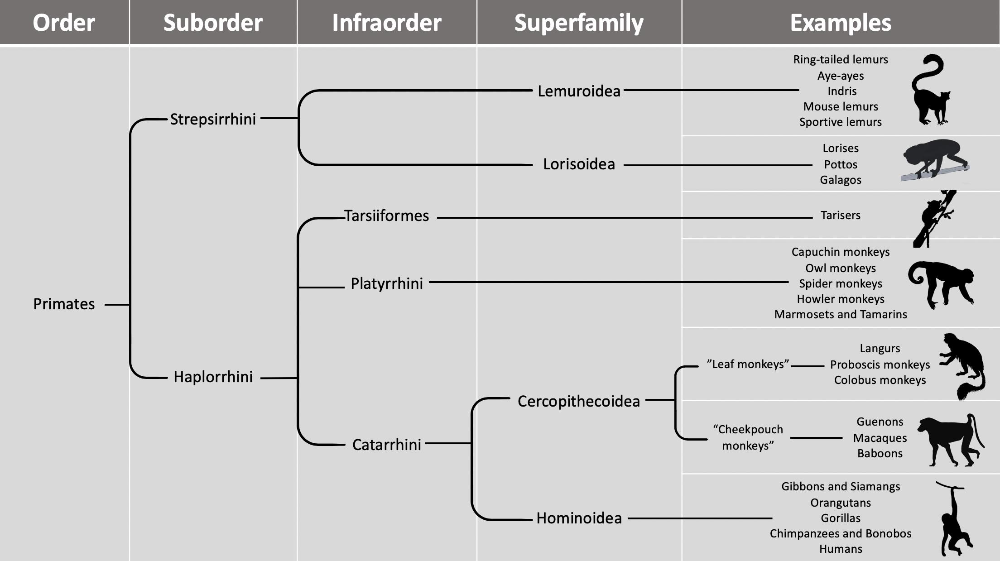 Order
Suborder
Infraorder
Superfamily
Examples
Primates
Strepsirrhini
Haplorrhini
Tarsiiformes
Platyrrhini
Catarrhini
Lemuroidea
Lorisoidea
Cercopithecoidea
Hominoidea
Ring-tailed lemurs
Aye-ayes
Indris
Mouse lemurs
Sportive lemurs
Lorises
Pottos
Galagos
Tarisers
Capuchin monkeys
Owl monkeys
Spider monkeys
Howler monkeys
Marmosets and Tamarins
”Leaf monkeys”
Langurs
Proboscis monkeys
Colobus monkeys
“Cheekpouch
monkeys”
Guenons
Macaques
Baboons
Gibbons and Siamangs
Orangutans
Gorillas
Chimpanzees and Bonobos
Humans